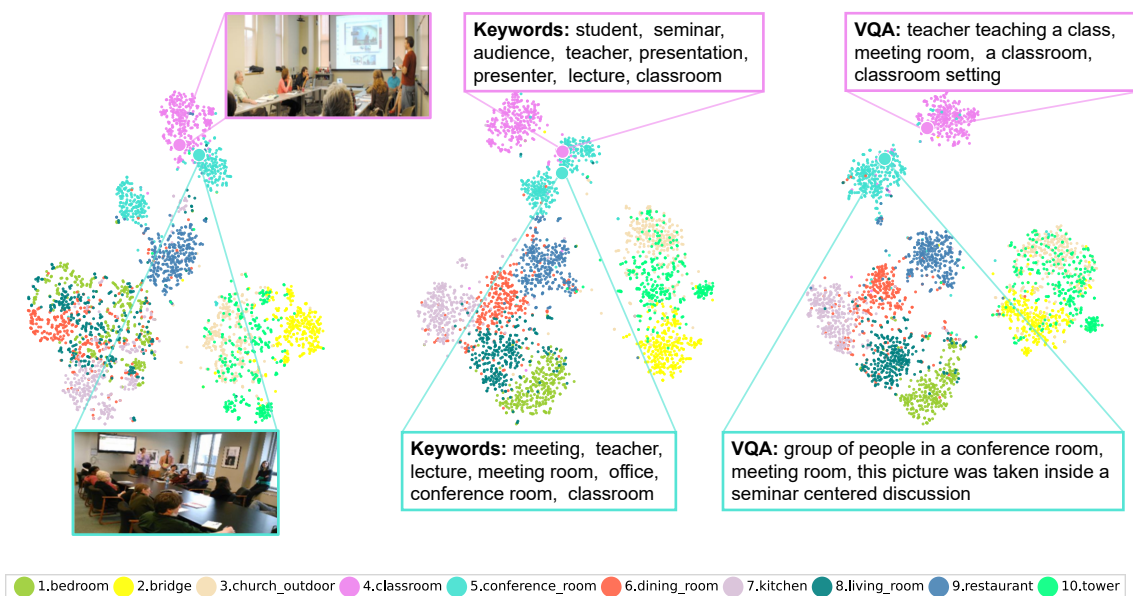 Keywords: student, seminar,
audience, teacher, presentation,
presenter, lecture, classroom
VQA: teacher teaching a class,
meeting room, a classroom,
classroom setting
Keywords: meeting, teacher,
lecture, meeting room, office,
conference room, classroom
VQA: group of people in a conference room,
meeting room, this picture was taken inside a
seminar centered discussion
1.bedroom 2.bridge 3.church_outdoor 4.classroom 5.conference_room 6.dining_room 7.kitchen 8.living_room 9.restaurant 10.tower